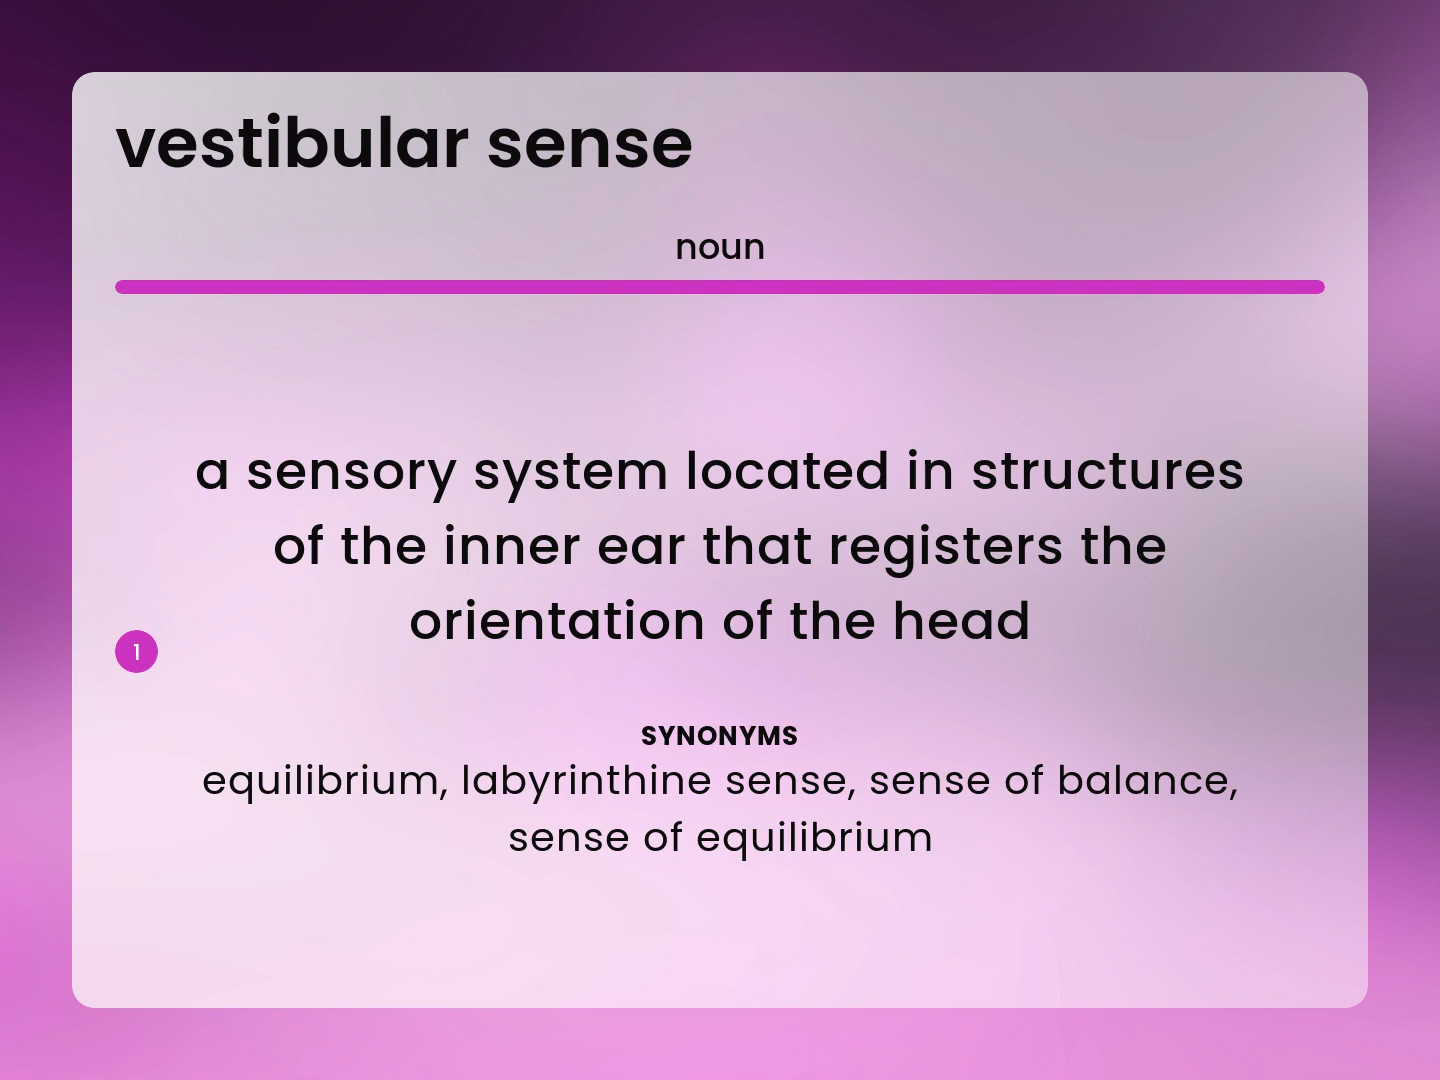 vestibular sense
noun
a sensory system located in structures
of the inner ear that registers the
orientation of the head
1
SYNONYMS
equilibrium, labyrinthine sense, sense of balance,
sense of equilibrium